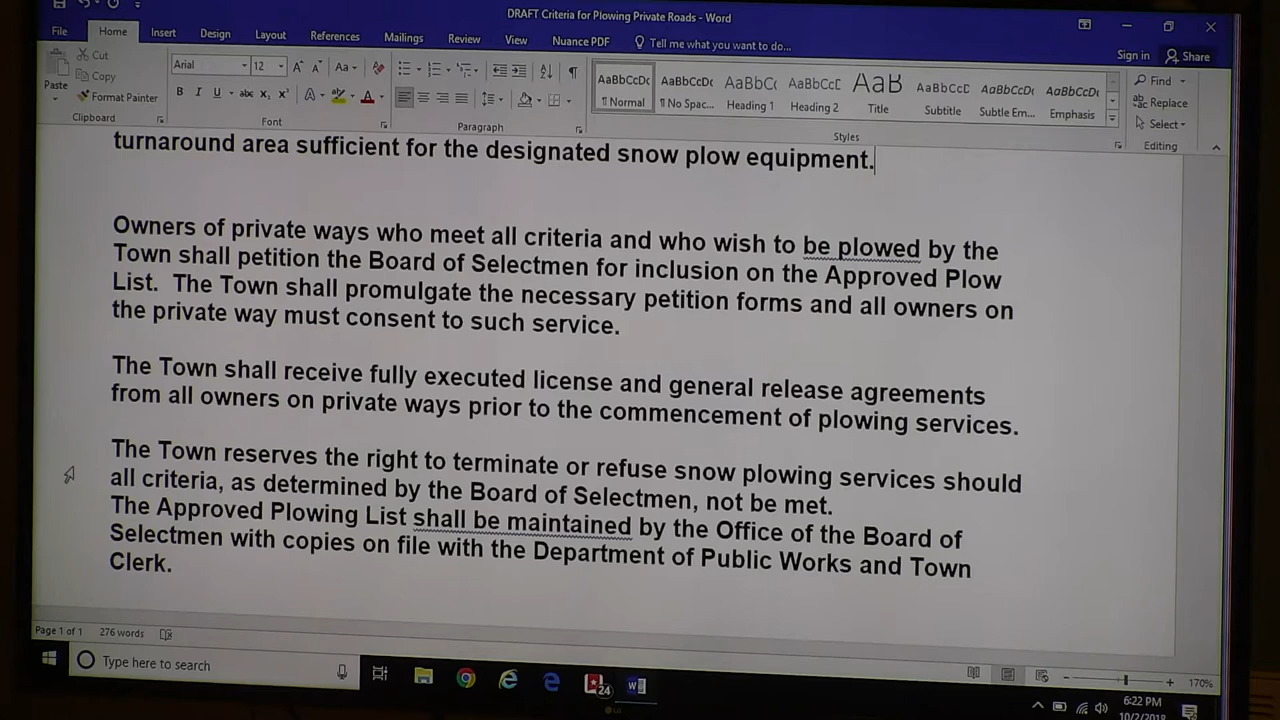 DRAFT Criteria for Plowing Private Roads - Word
File Home Insert Design Layout References Mailings Review View Nuance PDF Tell me what you want to do...
Sign in Share
Paste Cut
Copy
Format Painter
Clipboard
Arial 12
Font
Paragraph
AaBbCcDc AaBbCcDc AaBbC( AaBbCcC AaB AaBbCcD AaBbCcDt AaBbCcDt
¶ Normal ¶ No Spac... Heading 1 Heading 2 Title Subtitle Subtle Em... Emphasis
Styles
Find
Replace
Select
Editing
turnaround area sufficient for the designated snow plow equipment.
Owners of private ways who meet all criteria and who wish to be plowed by the
Town shall petition the Board of Selectmen for inclusion on the Approved Plow
List. The Town shall promulgate the necessary petition forms and all owners on
the private way must consent to such service.
The Town shall receive fully executed license and general release agreements
from all owners on private ways prior to the commencement of plowing services.
The Town reserves the right to terminate or refuse snow plowing services should
all criteria, as determined by the Board of Selectmen, not be met.
The Approved Plowing List shall be maintained by the Office of the Board of
Selectmen with copies on file with the Department of Public Works and Town
Clerk.
Page 1 of 1 276 words
170%
Type here to search
24
6:22 PM
10/2/2018